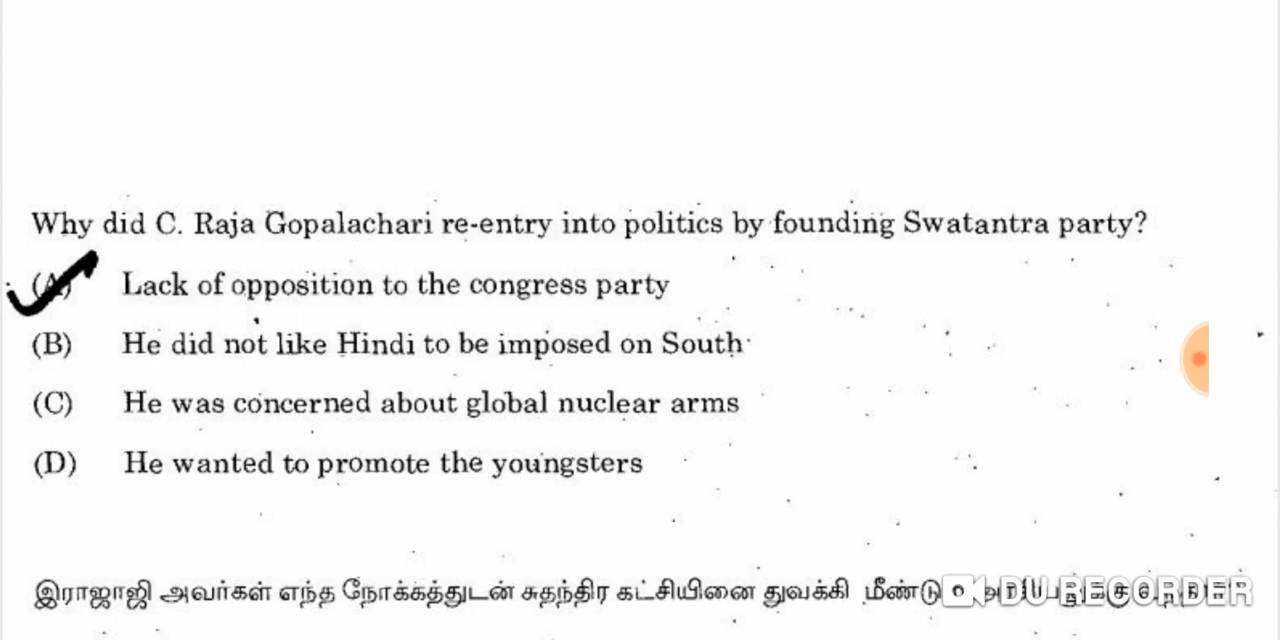 Why did C. Raja Gopalachari re-entry into politics by founding Swatantra party?
(A) Lack of opposition to the congress party
(B) He did not like Hindi to be imposed on South
(C) He was concerned about global nuclear arms
(D) He wanted to promote the youngsters
இராஜாஜி அவர்கள் எந்த நோக்கத்துடன் சுதந்திர கட்சியினை துவக்கி மீண்டும்
DU RECORDER